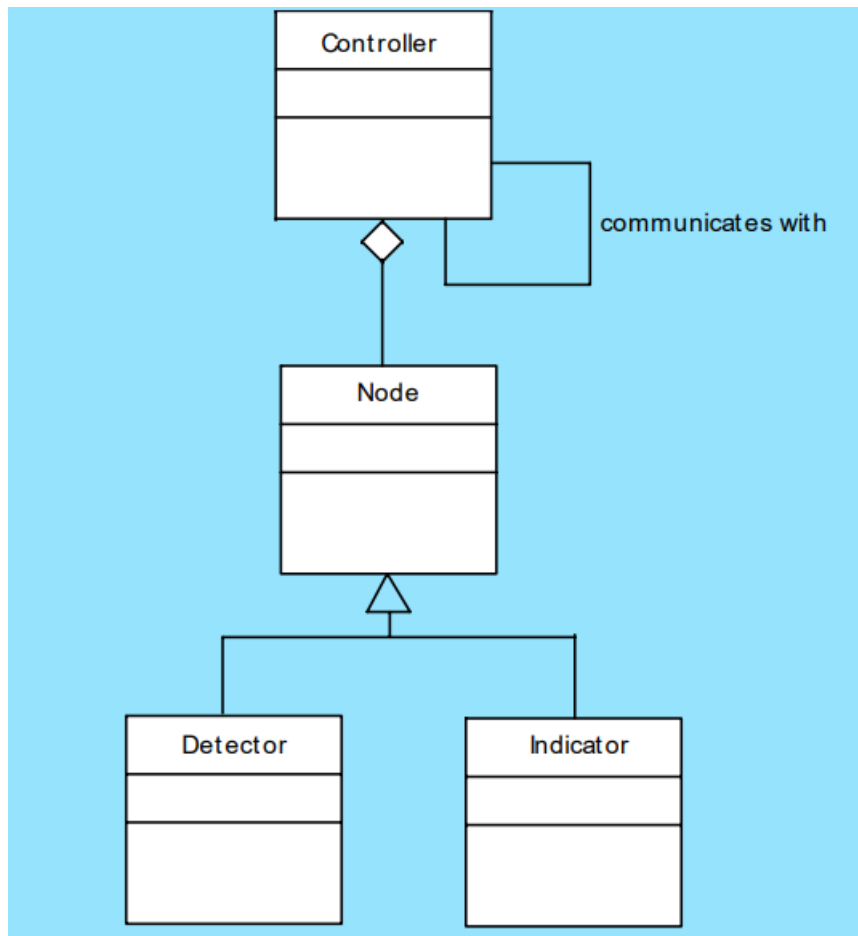 Controller
communicates with
Node
Detector
Indicator